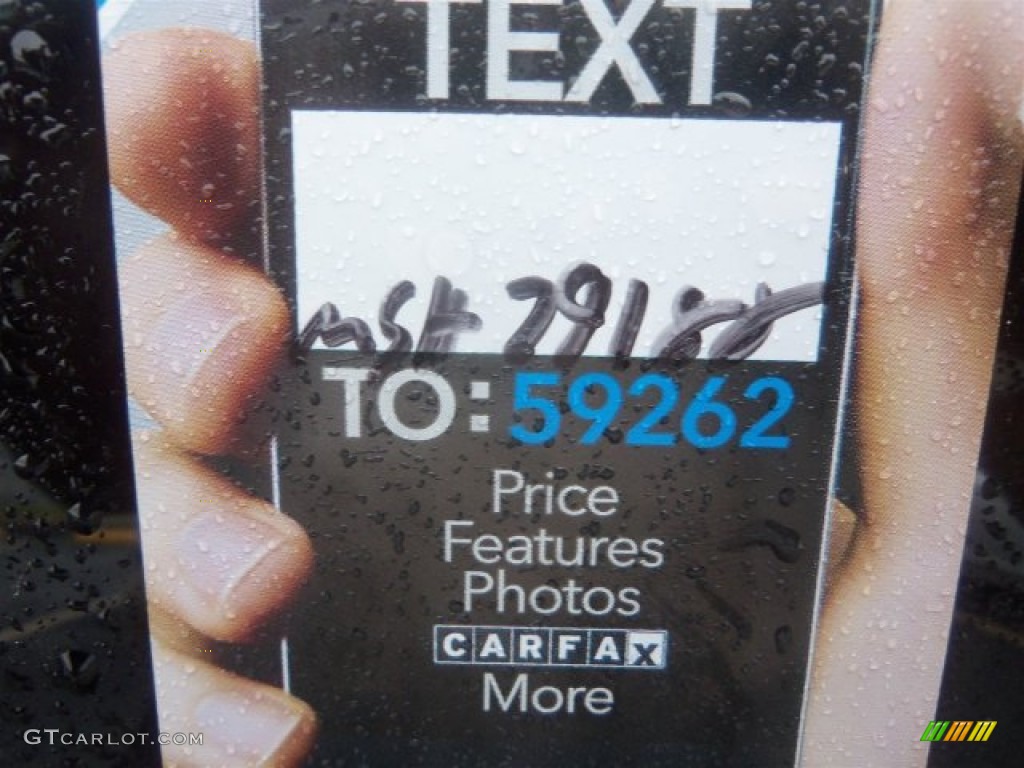 TEXT
TO: 59262
Price
Features
Photos
CARFAX
More
GTCARLOT.COM